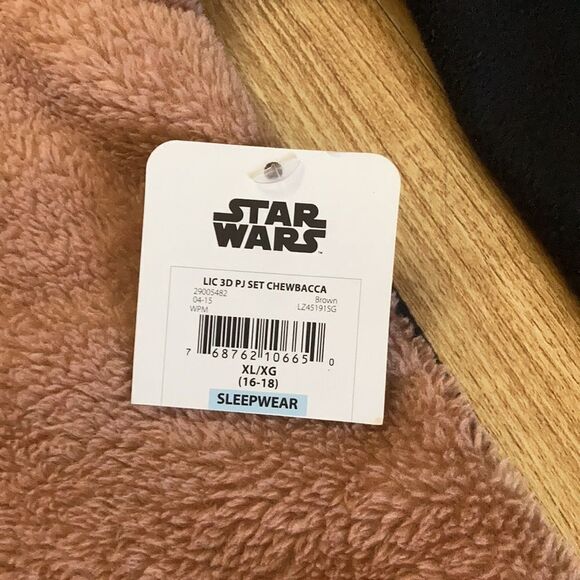 STAR
WARS
LIC 3D PJ SET CHEWBACCA
29005482
04-15 Brown
WPM LZ45191SG
7 68762 10665 0
XL/XG
(16-18)
SLEEPWEAR